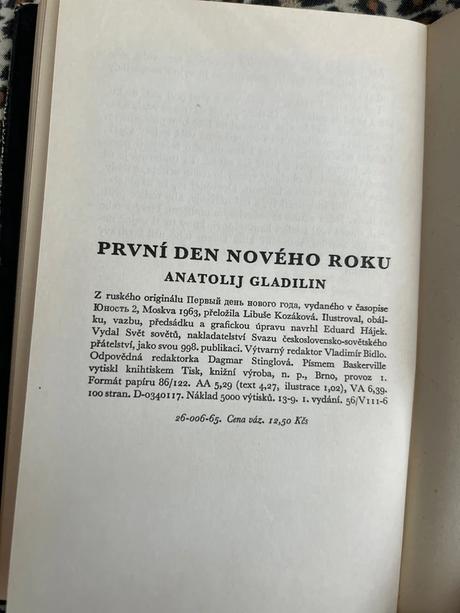 PRVNÍ DEN NOVÉHO ROKU
ANATOLIJ GLADILIN
Z ruského originálu Первый день нового года, vydaného v časopise
Юность 2, Moskva 1963, přeložila Libuše Kozáková. Ilustroval, obál-
ku, vazbu, předsádku a grafickou úpravu navrhl Eduard Hájek.
Vydal Svět sovětů, nakladatelství Svazu československo-sovětského
přátelství, jako svou 998. publikaci. Výtvarný redaktor Vladimír Bidlo.
Odpovědná redaktorka Dagmar Stinglová. Písmem Baskerville
vytiskl knihtiskem Tisk, knižní výroba, n. p., Brno, provoz 1.
Formát papíru 86/122. AA 5,29 (text 4,27, ilustrace 1,02), VA 6,39.
100 stran. D-0340117. Náklad 5000 výtisků. 13-9. 1. vydání. 56/VIII-6
26-006-65. Cena váz. 12,50 Kčs